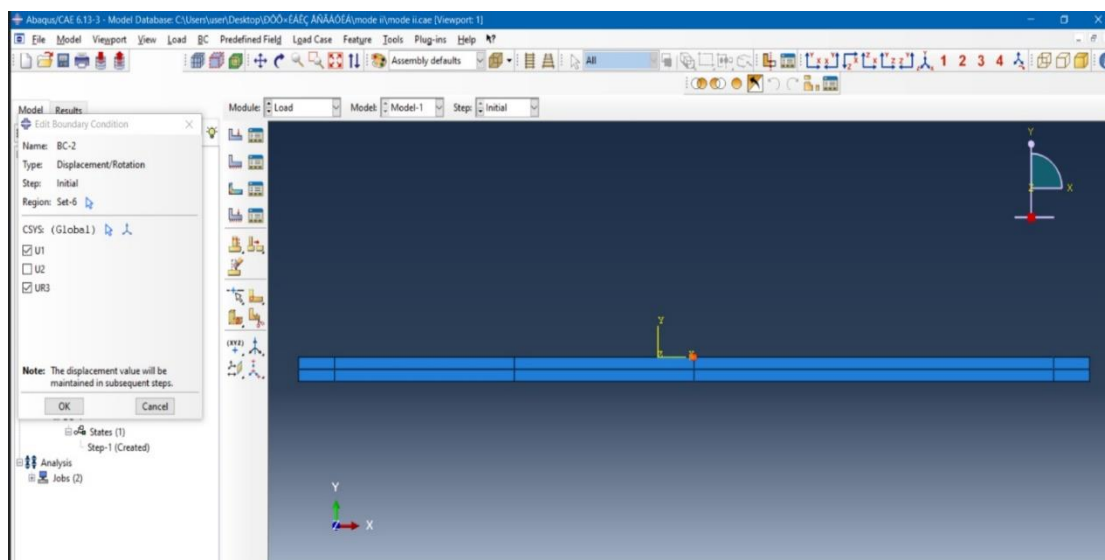 Abaqus/CAE 6.13-3 - Model Database: C:\Users\user\Desktop\ÐÔÕ×ÉÁÊÇ ÅÑÃÁÓÉÁ\mode ii\mode ii.cae [Viewport: 1]
File Model Viewport View Load BC Predefined Field Load Case Feature Tools Plug-ins Help
Assembly defaults All 1 2 3 4
Model Results Module: Load Model: Model-1 Step: Initial
Edit Boundary Condition
Name: BC-2
Type: Displacement/Rotation
Step: Initial
Region: Set-6
CSYS: (Global)
U1
U2
UR3
Note: The displacement value will be
maintained in subsequent steps.
OK Cancel
States (1)
Step-1 (Created)
Analysis
Jobs (2)
(XYZ)
Y
X
Y
Y
X